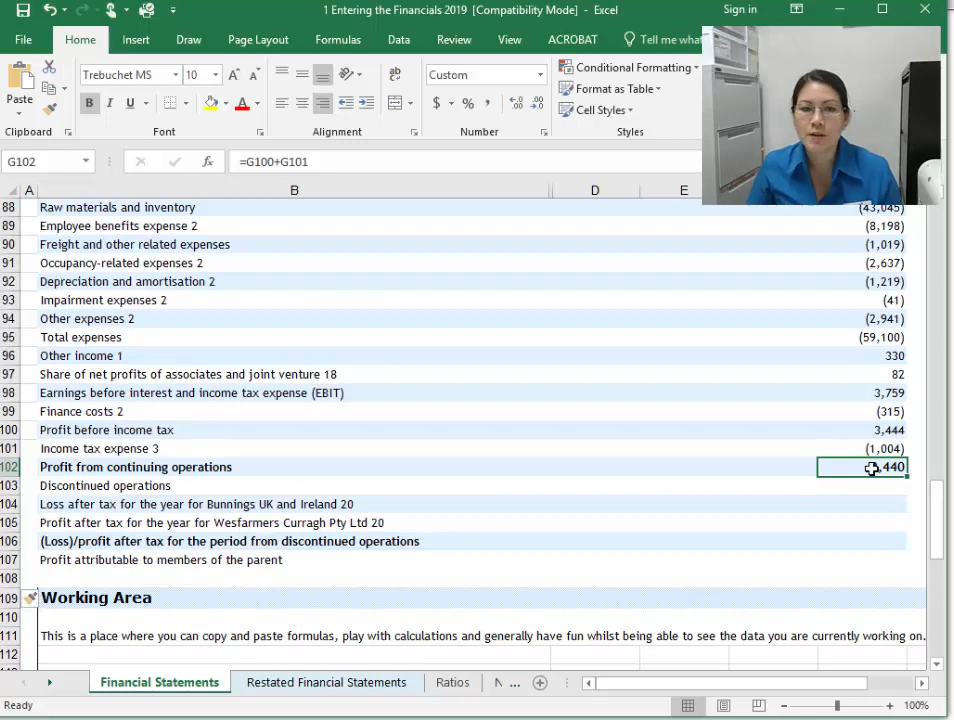 1 Entering the Financials 2019 [Compatibility Mode] - Excel
Sign in
File Home Insert Draw Page Layout Formulas Data Review View ACROBAT Tell me what
Paste
Trebuchet MS 10 A A
B I U A
ab
Custom
$ % ,
Conditional Formatting
Format as Table
Cell Styles
Clipboard Font Alignment Number Styles
G102 fx =G100+G101
A B D E
88 Raw materials and inventory (43,045)
89 Employee benefits expense 2 (8,198)
90 Freight and other related expenses (1,019)
91 Occupancy-related expenses 2 (2,637)
92 Depreciation and amortisation 2 (1,219)
93 Impairment expenses 2 (41)
94 Other expenses 2 (2,941)
95 Total expenses (59,100)
96 Other income 1 330
97 Share of net profits of associates and joint venture 18 82
98 Earnings before interest and income tax expense (EBIT) 3,759
99 Finance costs 2 (315)
100 Profit before income tax 3,444
101 Income tax expense 3 (1,004)
102 Profit from continuing operations ,440
103 Discontinued operations
104 Loss after tax for the year for Bunnings UK and Ireland 20
105 Profit after tax for the year for Wesfarmers Curragh Pty Ltd 20
106 (Loss)/profit after tax for the period from discontinued operations
107 Profit attributable to members of the parent
108
109 Working Area
110
111 This is a place where you can copy and paste formulas, play with calculations and generally have fun whilst being able to see the data you are currently working on.
112
Financial Statements Restated Financial Statements Ratios ...
Ready 100%